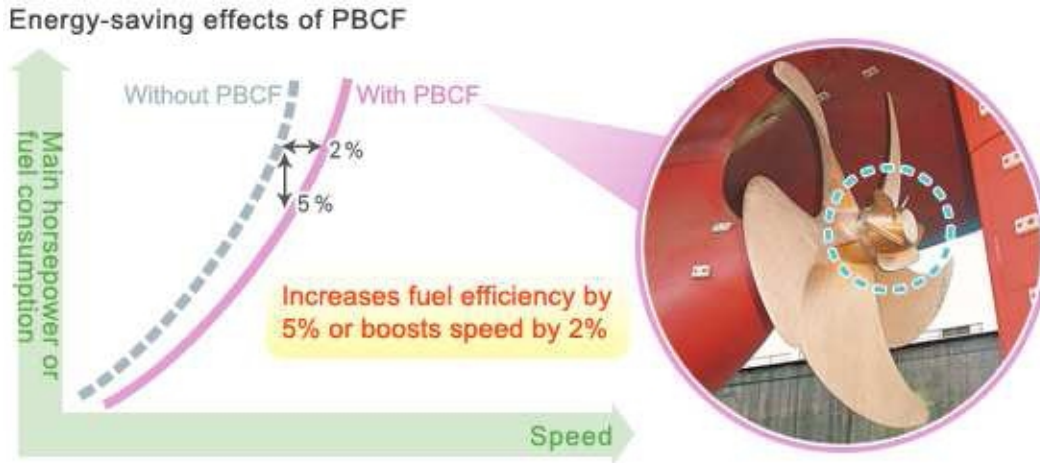 Energy-saving effects of PBCF
Without PBCF
With PBCF
Main horsepower or
fuel consumption
2%
5%
Increases fuel efficiency by
5% or boosts speed by 2%
Speed